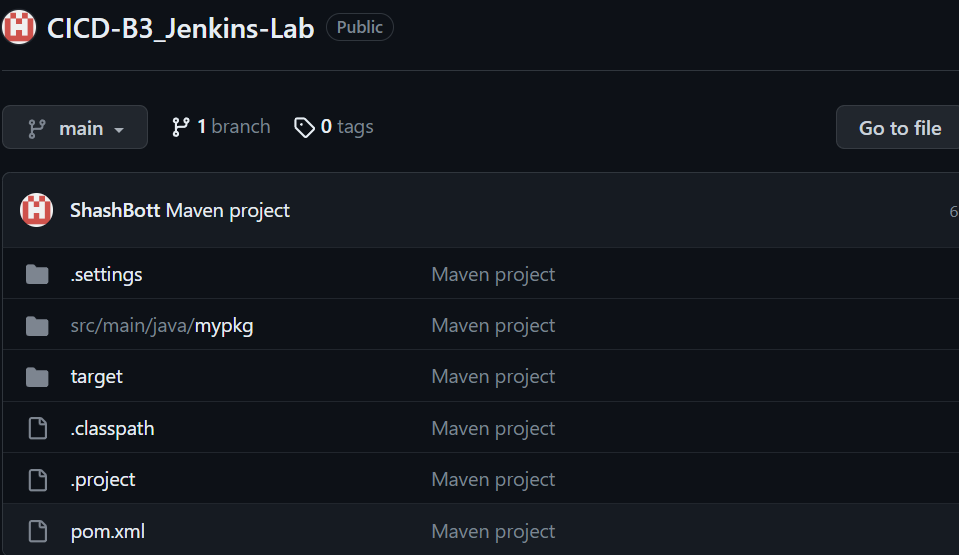 CICD-B3_Jenkins-Lab Public
main 1 branch 0 tags Go to file
ShashBott Maven project 6
.settings Maven project
src/main/java/mypkg Maven project
target Maven project
.classpath Maven project
.project Maven project
pom.xml Maven project